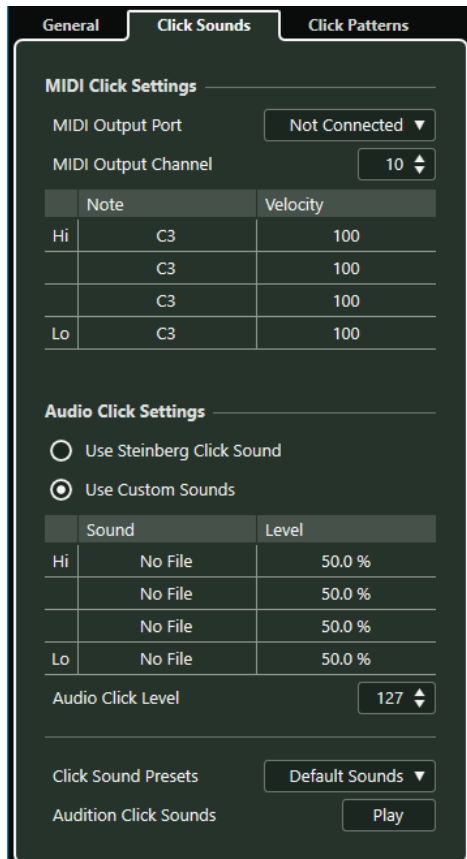 General Click Sounds Click Patterns
MIDI Click Settings
MIDI Output Port Not Connected
MIDI Output Channel 10
Note Velocity
Hi C3 100
C3 100
C3 100
Lo C3 100
Audio Click Settings
Use Steinberg Click Sound
Use Custom Sounds
Sound Level
Hi No File 50.0 %
No File 50.0 %
No File 50.0 %
Lo No File 50.0 %
Audio Click Level 127
Click Sound Presets Default Sounds
Audition Click Sounds Play